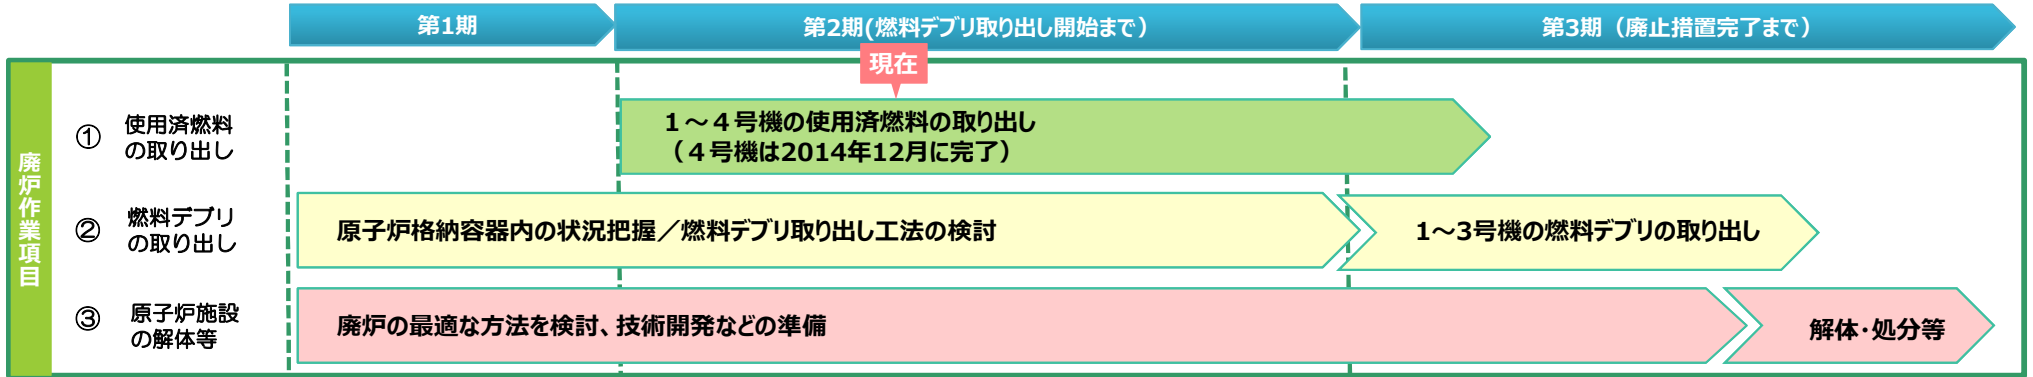 第1期
第2期(燃料デブリ取り出し開始まで)
第3期（廃止措置完了まで）
現在
廃炉作業項目
①
使用済燃料
の取り出し
１～４号機の使用済燃料の取り出し
（４号機は2014年12月に完了）
②
燃料デブリ
の取り出し
原子炉格納容器内の状況把握／燃料デブリ取り出し工法の検討
1～3号機の燃料デブリの取り出し
③
原子炉施設
の解体等
廃炉の最適な方法を検討、技術開発などの準備
解体・処分等